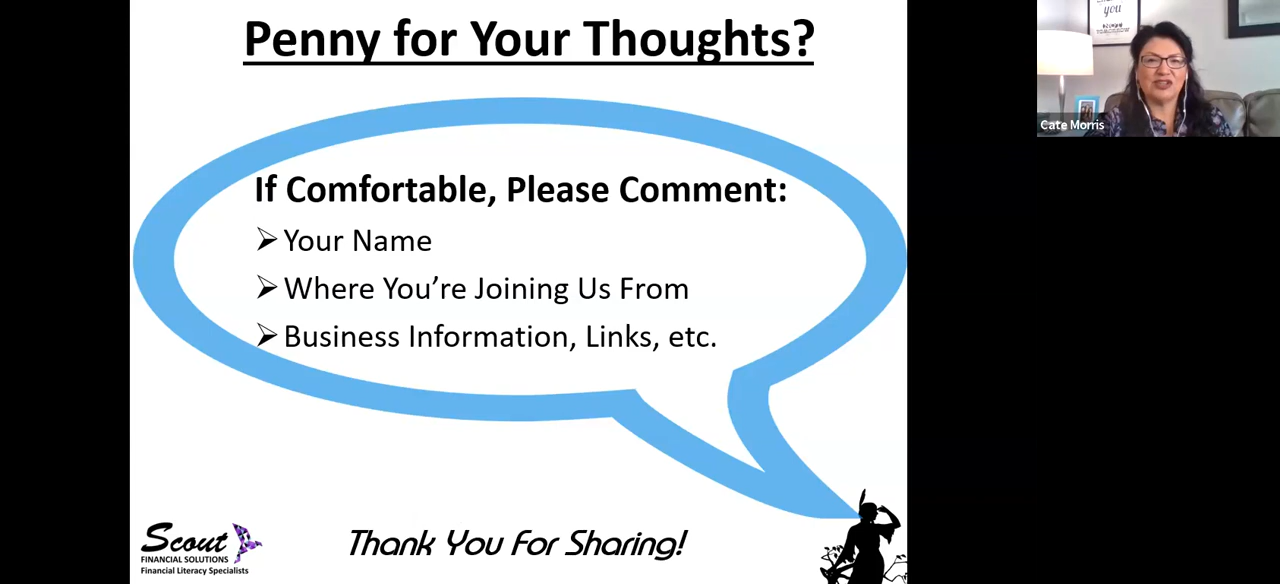 Penny for Your Thoughts?
If Comfortable, Please Comment:
Your Name
Where You're Joining Us From
Business Information, Links, etc.
Thank You For Sharing!
Scout
FINANCIAL SOLUTIONS
Financial Literacy Specialists
you
Cate Morris